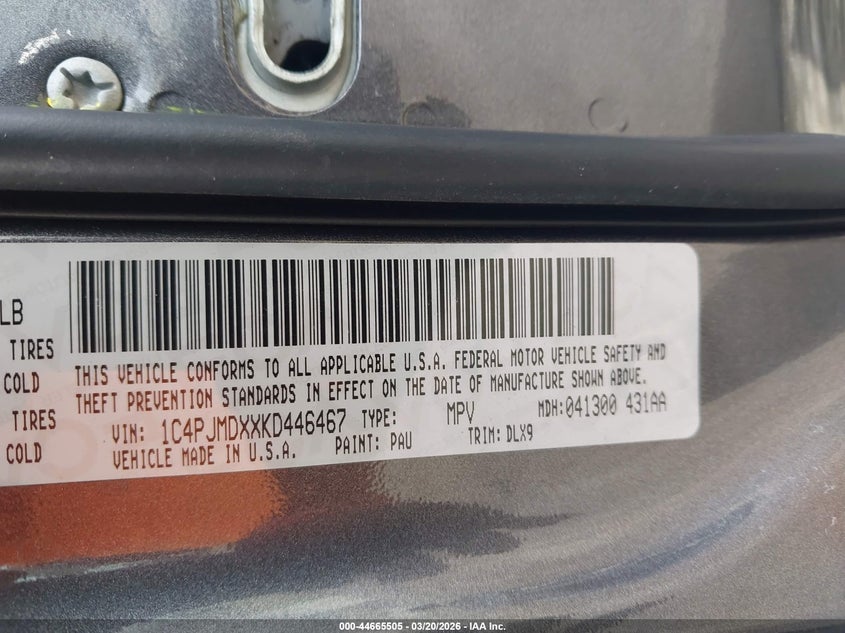 LB
TIRES
COLD
TIRES
COLD
THIS VEHICLE CONFORMS TO ALL APPLICABLE U.S.A. FEDERAL MOTOR VEHICLE SAFETY AND
THEFT PREVENTION STANDARDS IN EFFECT ON THE DATE OF MANUFACTURE SHOWN ABOVE.
VIN: 1C4PJMDXXKD446467 TYPE: MPV MDH:041300 431AA
VEHICLE MADE IN U.S.A. PAINT: PAU TRIM: DLX9
000-44665505 - 03/20/2026 - IAA Inc.